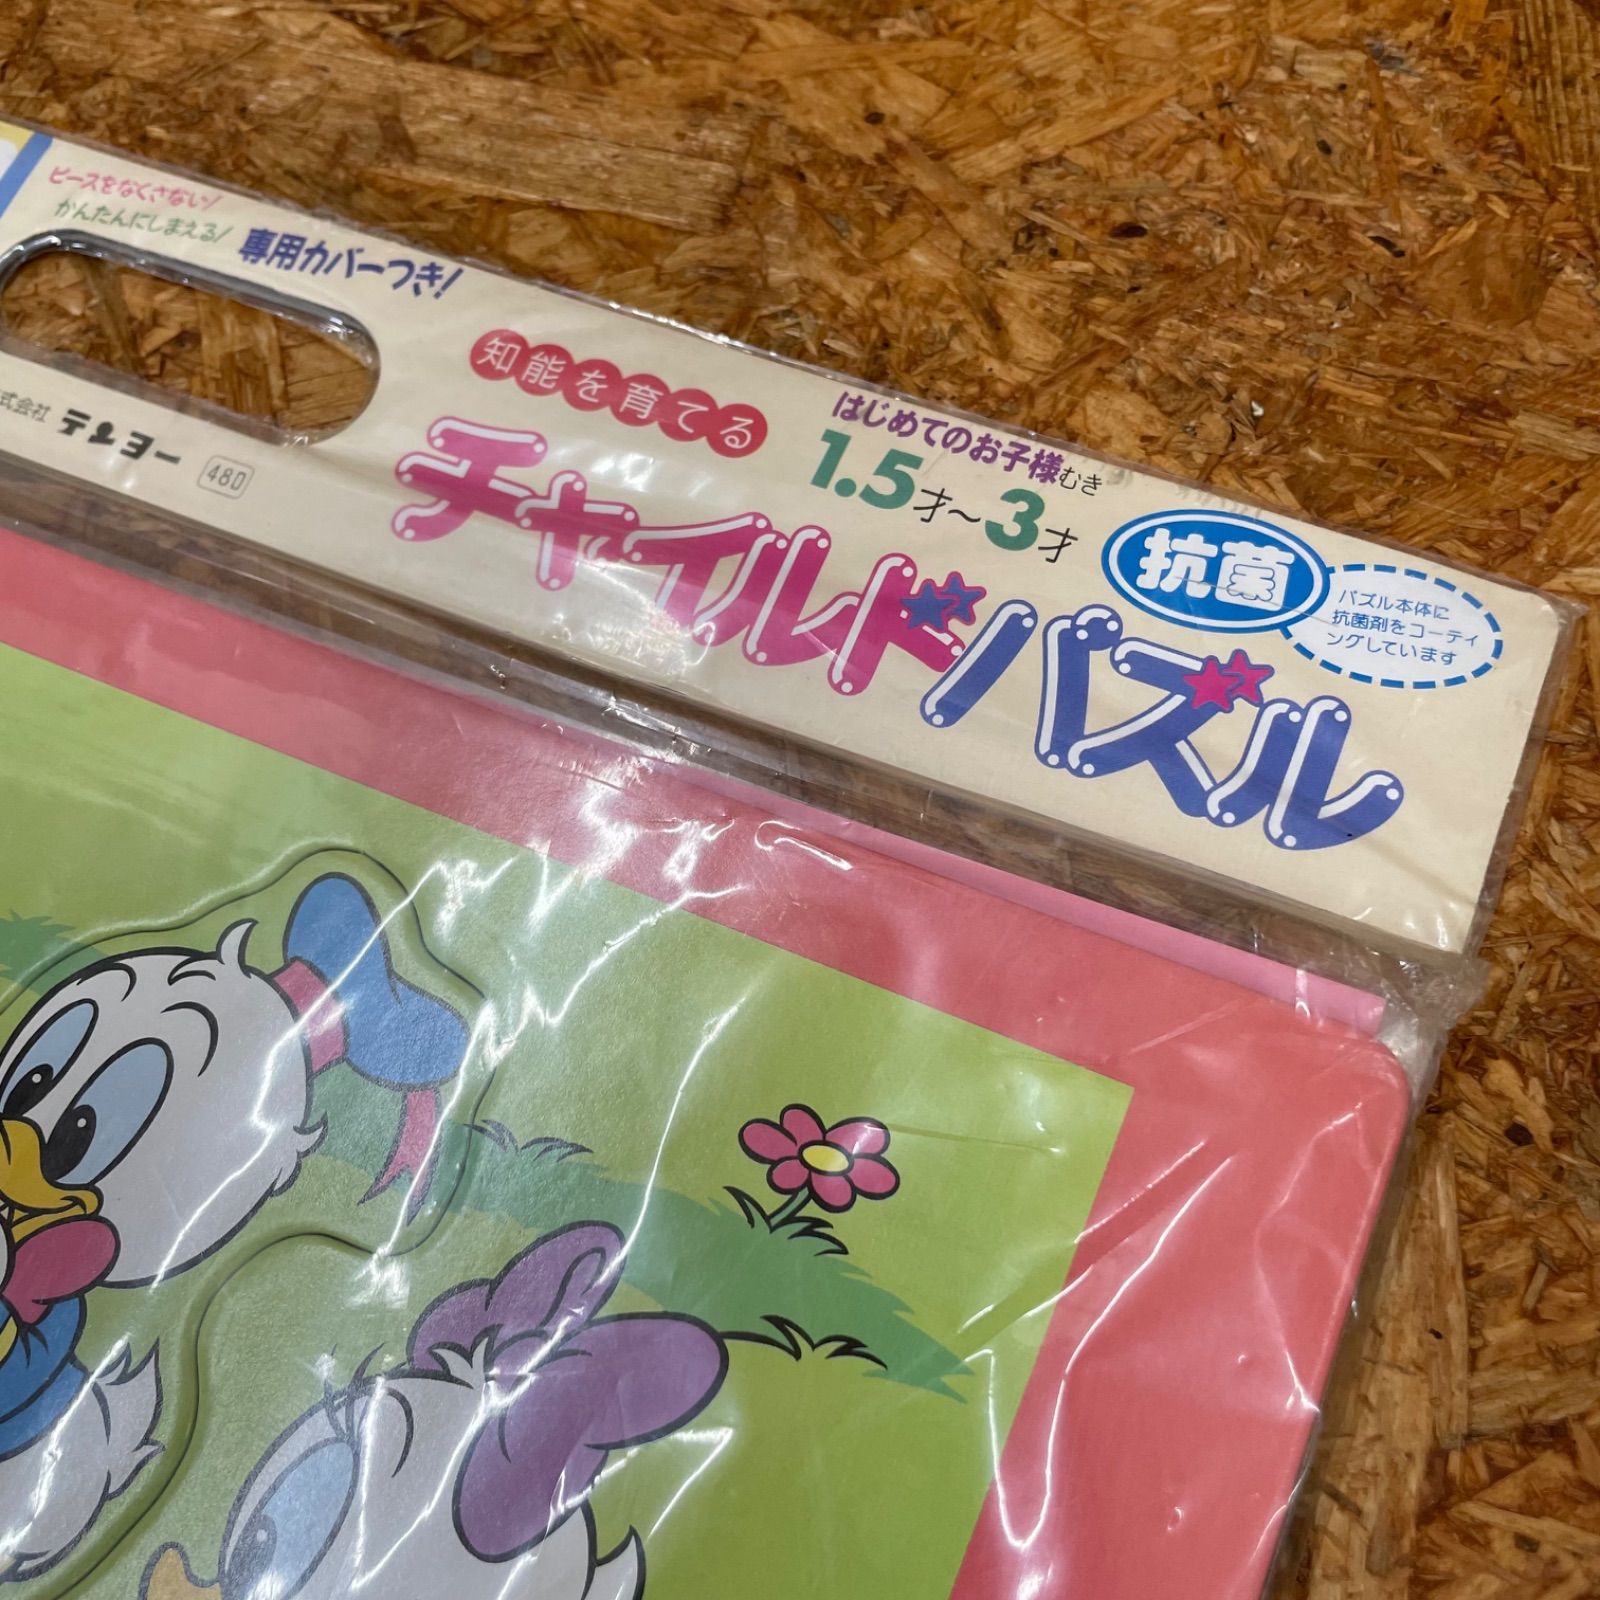 ピースをなくさない!
かんたんにしまえる!
専用カバーつき!
式会社 テンヨー
48D
知能を育てる
チャイルドパズル
はじめてのお子様むき
1.5才〜3才
抗菌
パズル本体に
抗菌剤をコーティ
ングしています